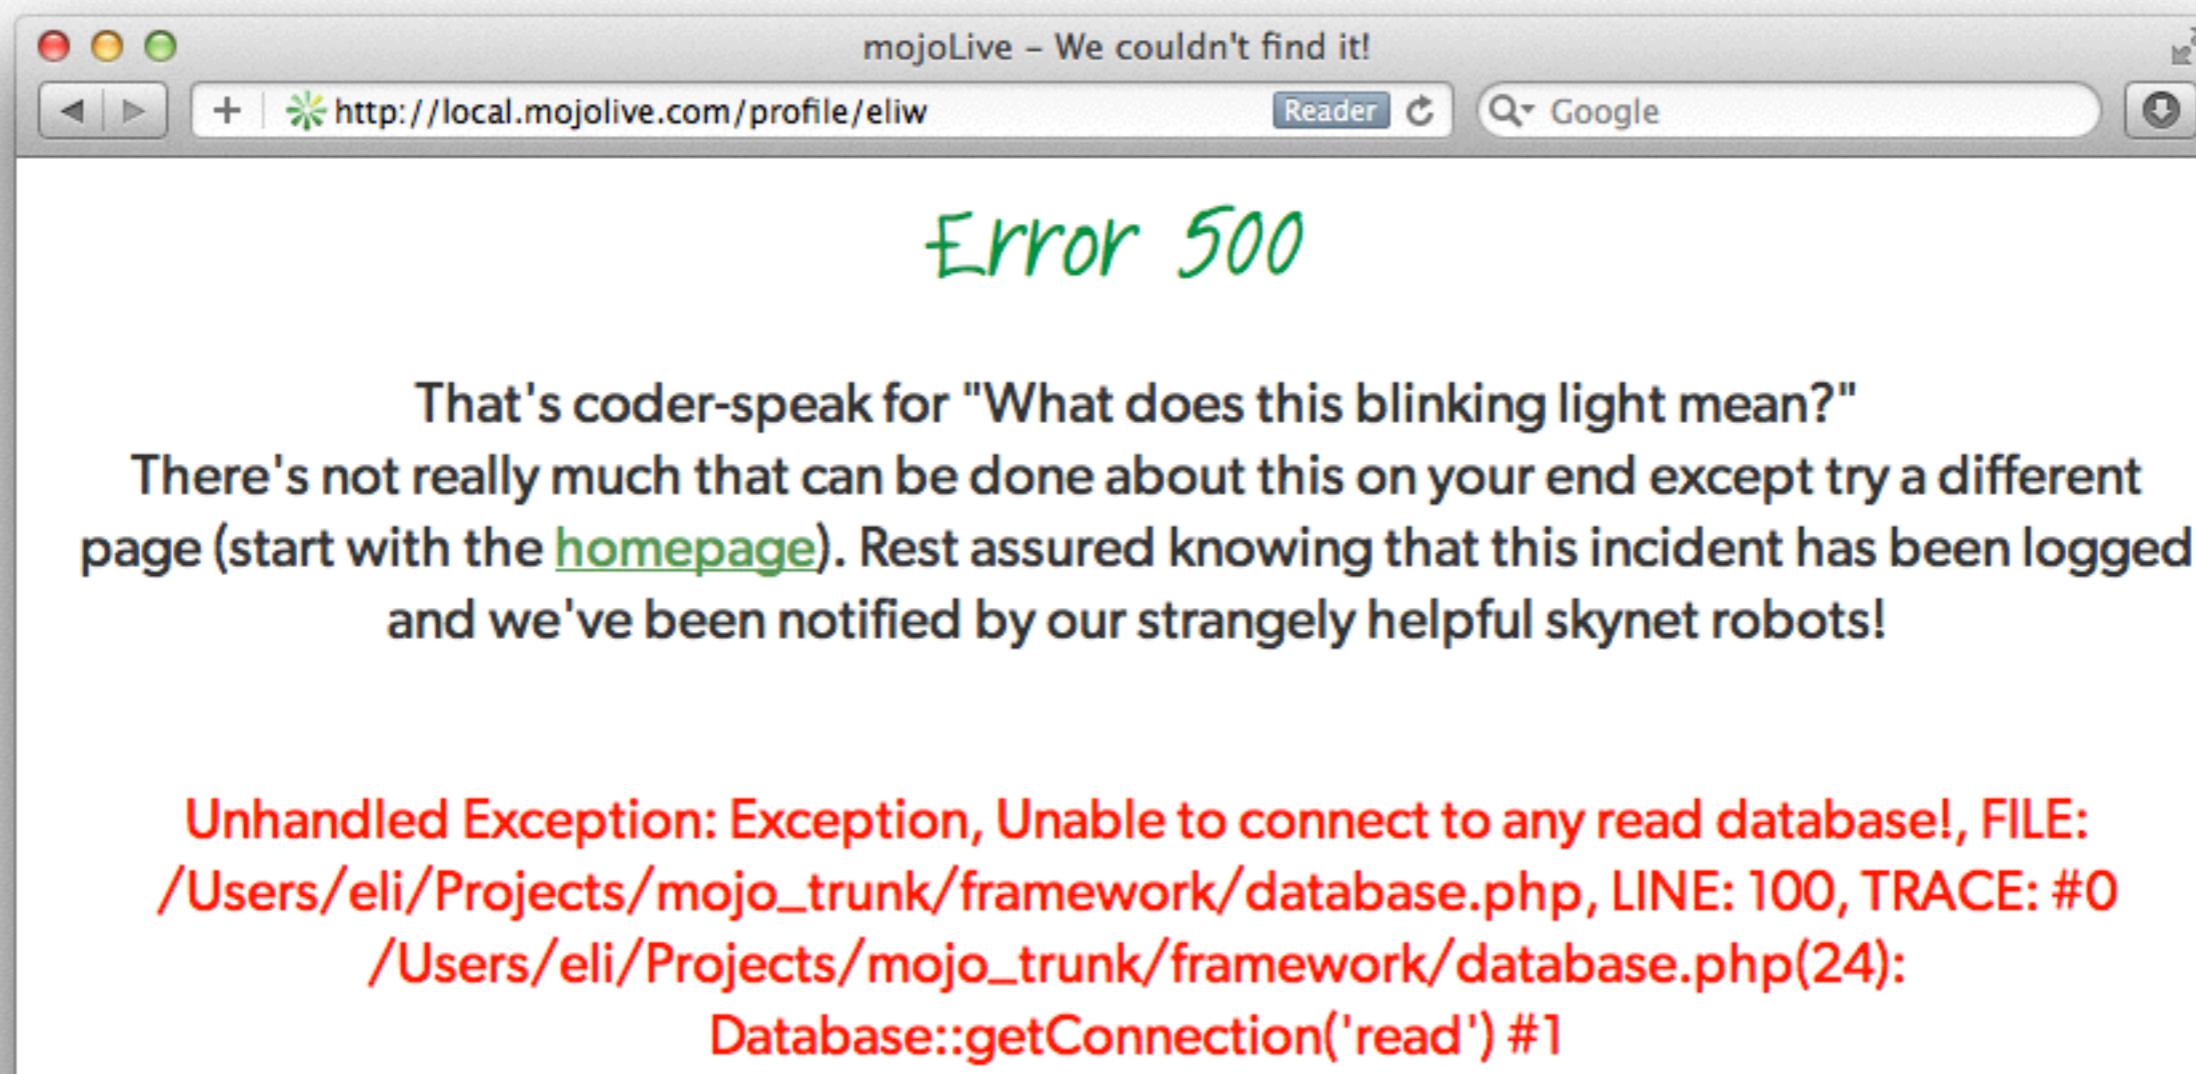 mojoLive – We couldn't find it!
http://local.mojolive.com/profile/eliw Reader Google
Error 500
That's coder-speak for "What does this blinking light mean?"
There's not really much that can be done about this on your end except try a different
page (start with the homepage). Rest assured knowing that this incident has been logged
and we've been notified by our strangely helpful skynet robots!
Unhandled Exception: Exception, Unable to connect to any read database!, FILE:
/Users/eli/Projects/mojo_trunk/framework/database.php, LINE: 100, TRACE: #0
/Users/eli/Projects/mojo_trunk/framework/database.php(24):
Database::getConnection('read') #1